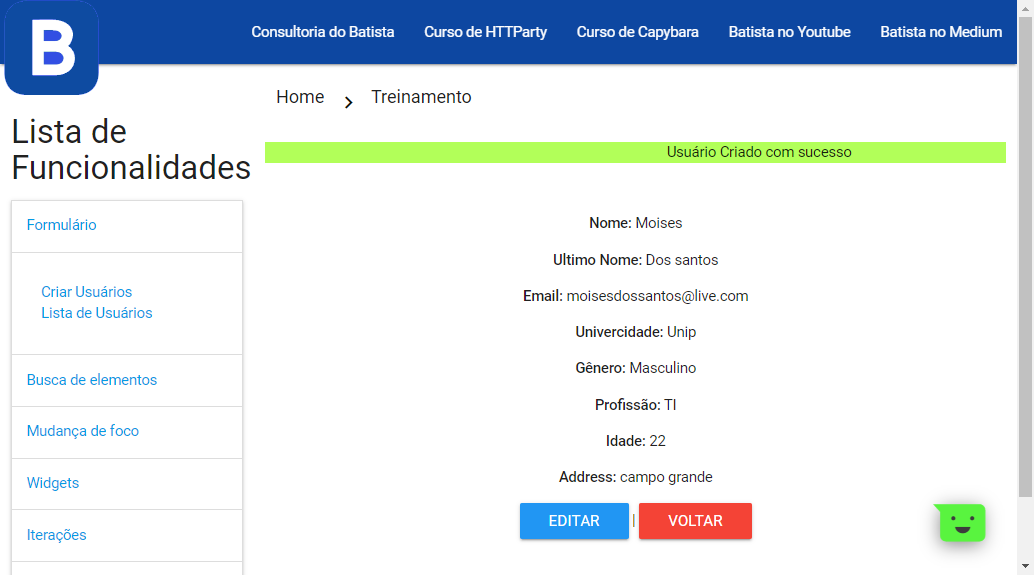 B
Consultoria do Batista
Curso de HTTParty
Curso de Capybara
Batista no Youtube
Batista no Medium
Home
Treinamento
Lista de
Funcionalidades
Formulário
Criar Usuários
Lista de Usuários
Busca de elementos
Mudança de foco
Widgets
Iterações
Usuário Criado com sucesso
Nome: Moises
Ultimo Nome: Dos santos
Email: moisesdossantos@live.com
Univercidade: Unip
Gênero: Masculino
Profissão: TI
Idade: 22
Address: campo grande
EDITAR | VOLTAR